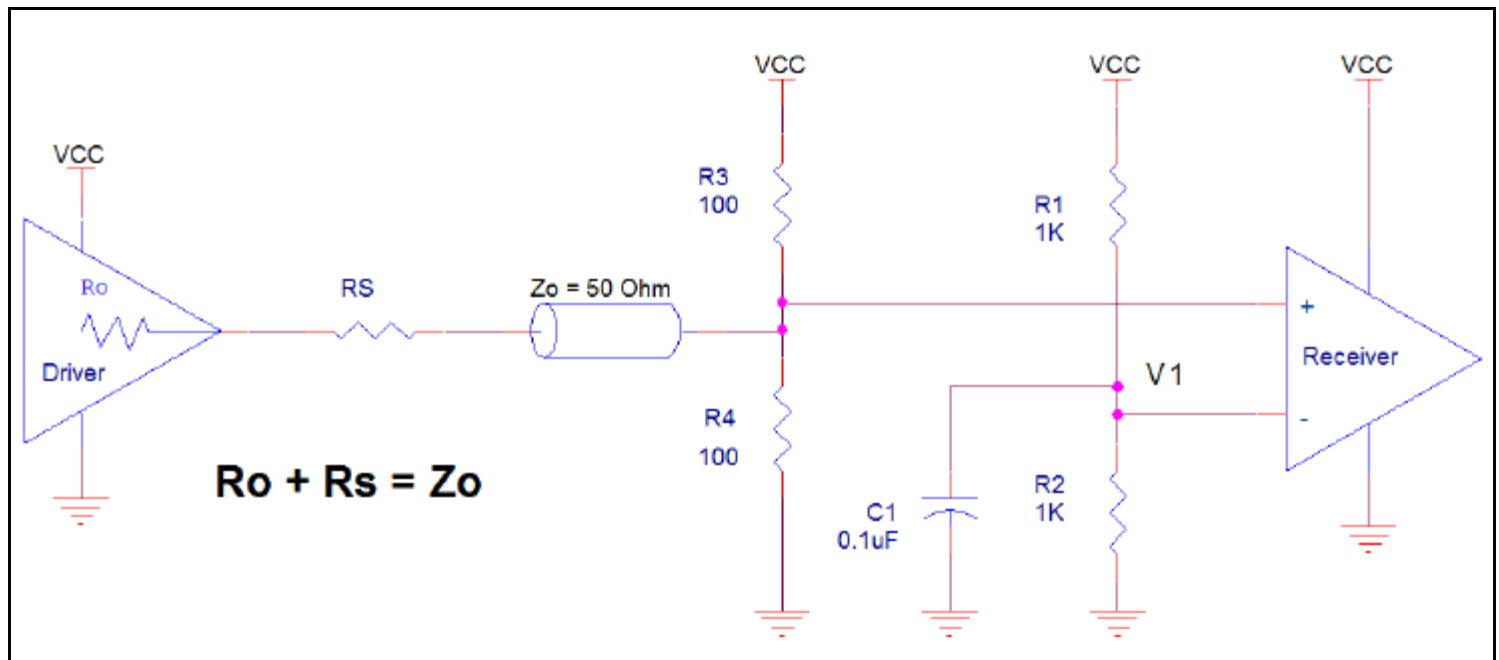 VCC
VCC
VCC
VCC
Ro
Driver
RS
Zo = 50 Ohm
R3
100
R4
100
R1
1K
V1
R2
1K
C1
0.1uF
+
Receiver
-
Ro + Rs = Zo